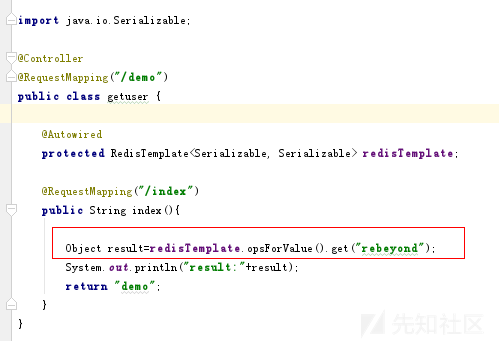 import java.io.Serializable;
@Controller
@RequestMapping("/demo")
public class getuser {
@Autowired
protected RedisTemplate<Serializable, Serializable> redisTemplate;
@RequestMapping("/index")
public String index(){
Object result=redisTemplate.opsForValue().get("rebeyond");
System.out.println("result:"+result);
return "demo";
}
}
先知社区